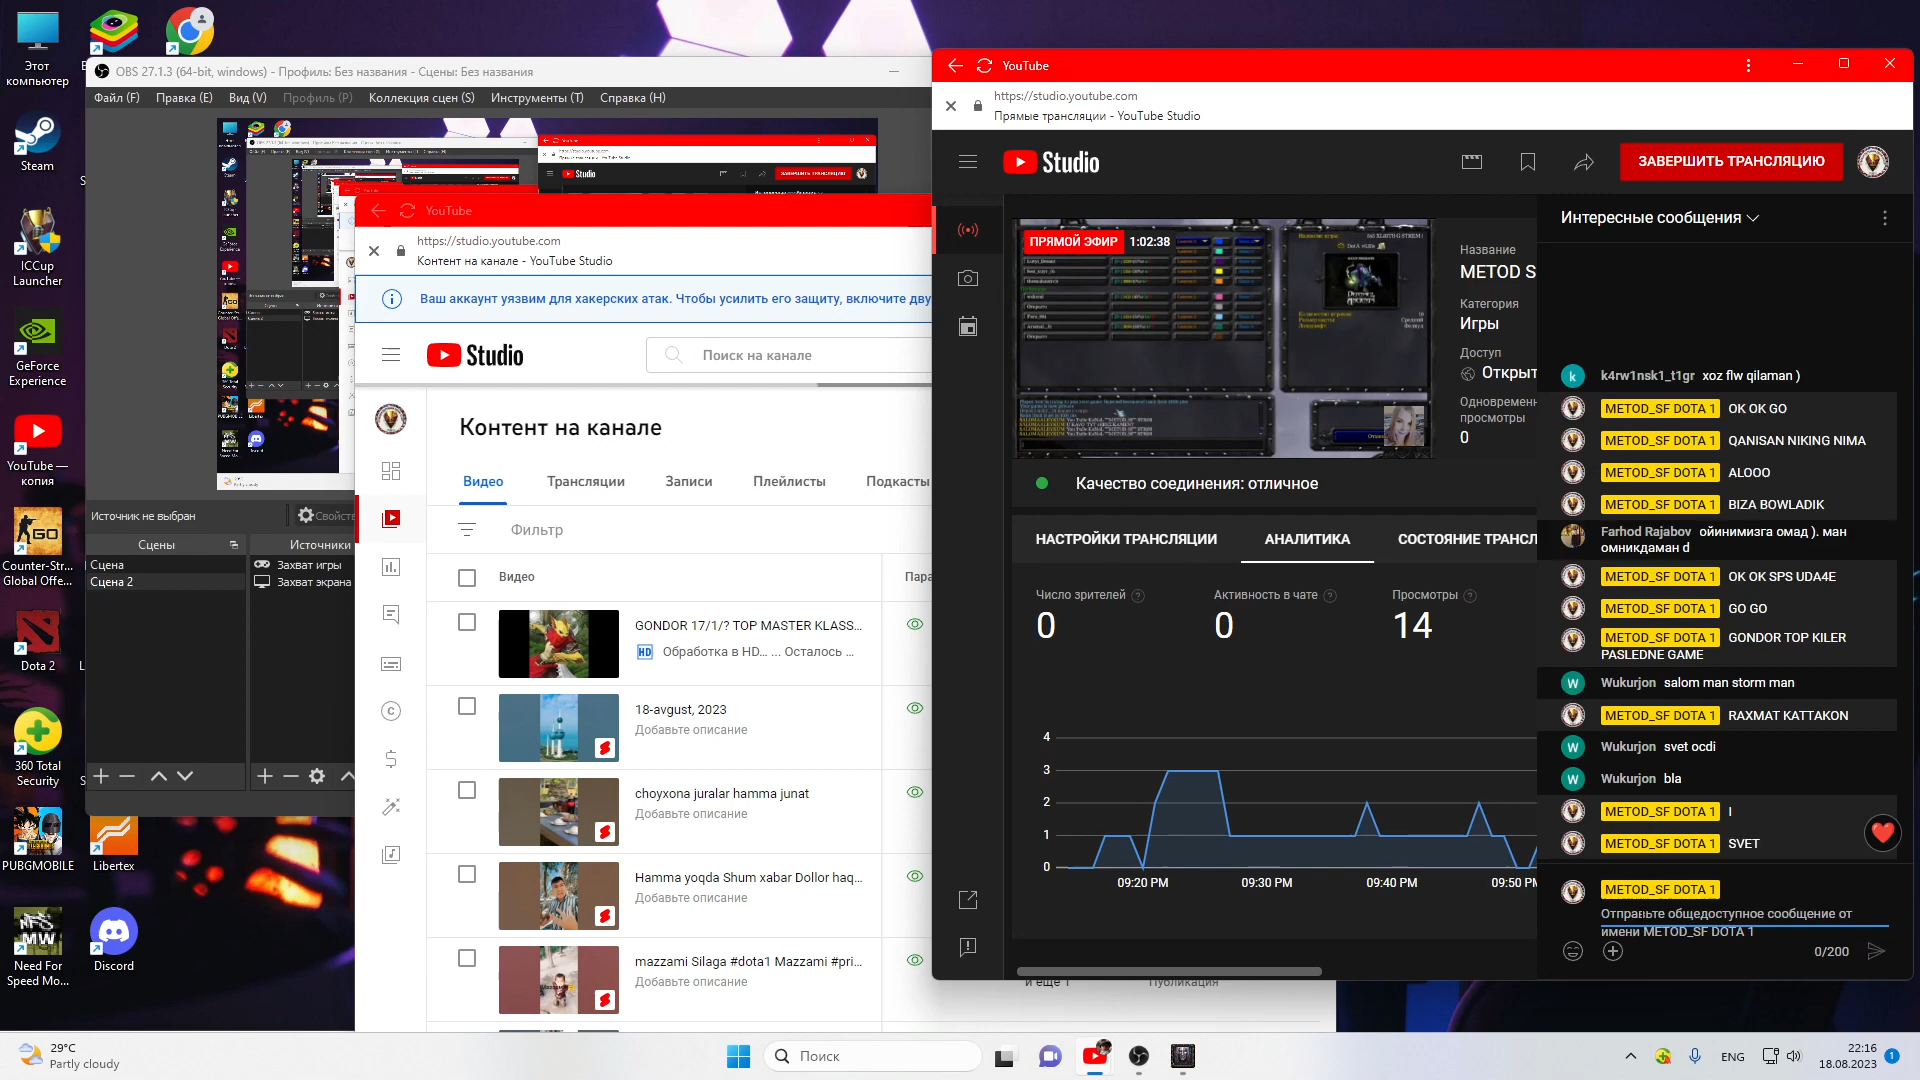 Этот
компьютер
Steam
ICCup
Launcher
GeForce
Experience
YouTube —
копия
Counter-Str...
Global Offe...
Dota 2
360 Total
Security
PUBGMOBILE
Libertex
Need For
Speed Mo...
Discord
OBS 27.1.3 (64-bit, windows) - Профиль: Без названия - Сцены: Без названия
Файл (F)
Правка (E)
Вид (V)
Профиль (P)
Коллекция сцен (S)
Инструменты (T)
Справка (H)
Источник не выбран
Сцены
Источники
Сцена
Сцена 2
Захват игры
Захват экрана
YouTube
https://studio.youtube.com
Контент на канале - YouTube Studio
Ваш аккаунт уязвим для хакерских атак. Чтобы усилить его защиту, включите дву
Studio
Поиск на канале
Контент на канале
Видео
Трансляции
Записи
Плейлисты
Подкасты
Фильтр
Видео
Пара
GONDOR 17/1/? TOP MASTER KLASS...
HD Обработка в HD... ... Осталось ...
18-avgust, 2023
Добавьте описание
choyxona juralar hamma junat
Добавьте описание
Hamma yoqda Shum xabar Dollor haq...
Добавьте описание
mazzami Silaga #dota1 Mazzami #pri...
Добавьте описание
и еще 1
Публикация
YouTube
https://studio.youtube.com
Прямые трансляции - YouTube Studio
Studio
ЗАВЕРШИТЬ ТРАНСЛЯЦИЮ
ПРЯМОЙ ЭФИР 1:02:38
Название
METOD S
Категория
Игры
Доступ
Открыт
Одновременн
просмотры
0
Качество соединения: отличное
НАСТРОЙКИ ТРАНСЛЯЦИИ
АНАЛИТИКА
СОСТОЯНИЕ ТРАНСЛ
Число зрителей
0
Активность в чате
0
Просмотры
14
4
3
2
1
0
09:20 PM
09:30 PM
09:40 PM
09:50 PM
Интересные сообщения
k4rw1nsk1_t1gr xoz flw qilaman )
METOD_SF DOTA 1 OK OK GO
METOD_SF DOTA 1 QANISAN NIKING NIMA
METOD_SF DOTA 1 ALOOO
METOD_SF DOTA 1 BIZA BOWLADIK
Farhod Rajabov ойинимизга омад ). ман
омникдаман d
METOD_SF DOTA 1 OK OK SPS UDA4E
METOD_SF DOTA 1 GO GO
METOD_SF DOTA 1 GONDOR TOP KILER
PASLEDNE GAME
Wukurjon salom man storm man
METOD_SF DOTA 1 RAXMAT KATTAKON
Wukurjon svet ocdi
Wukurjon bla
METOD_SF DOTA 1 I
METOD_SF DOTA 1 SVET
METOD_SF DOTA 1
Отправьте общедоступное сообщение от
имени METOD_SF DOTA 1
0/200
29°C
Partly cloudy
Поиск
ENG
22:16
18.08.2023
1